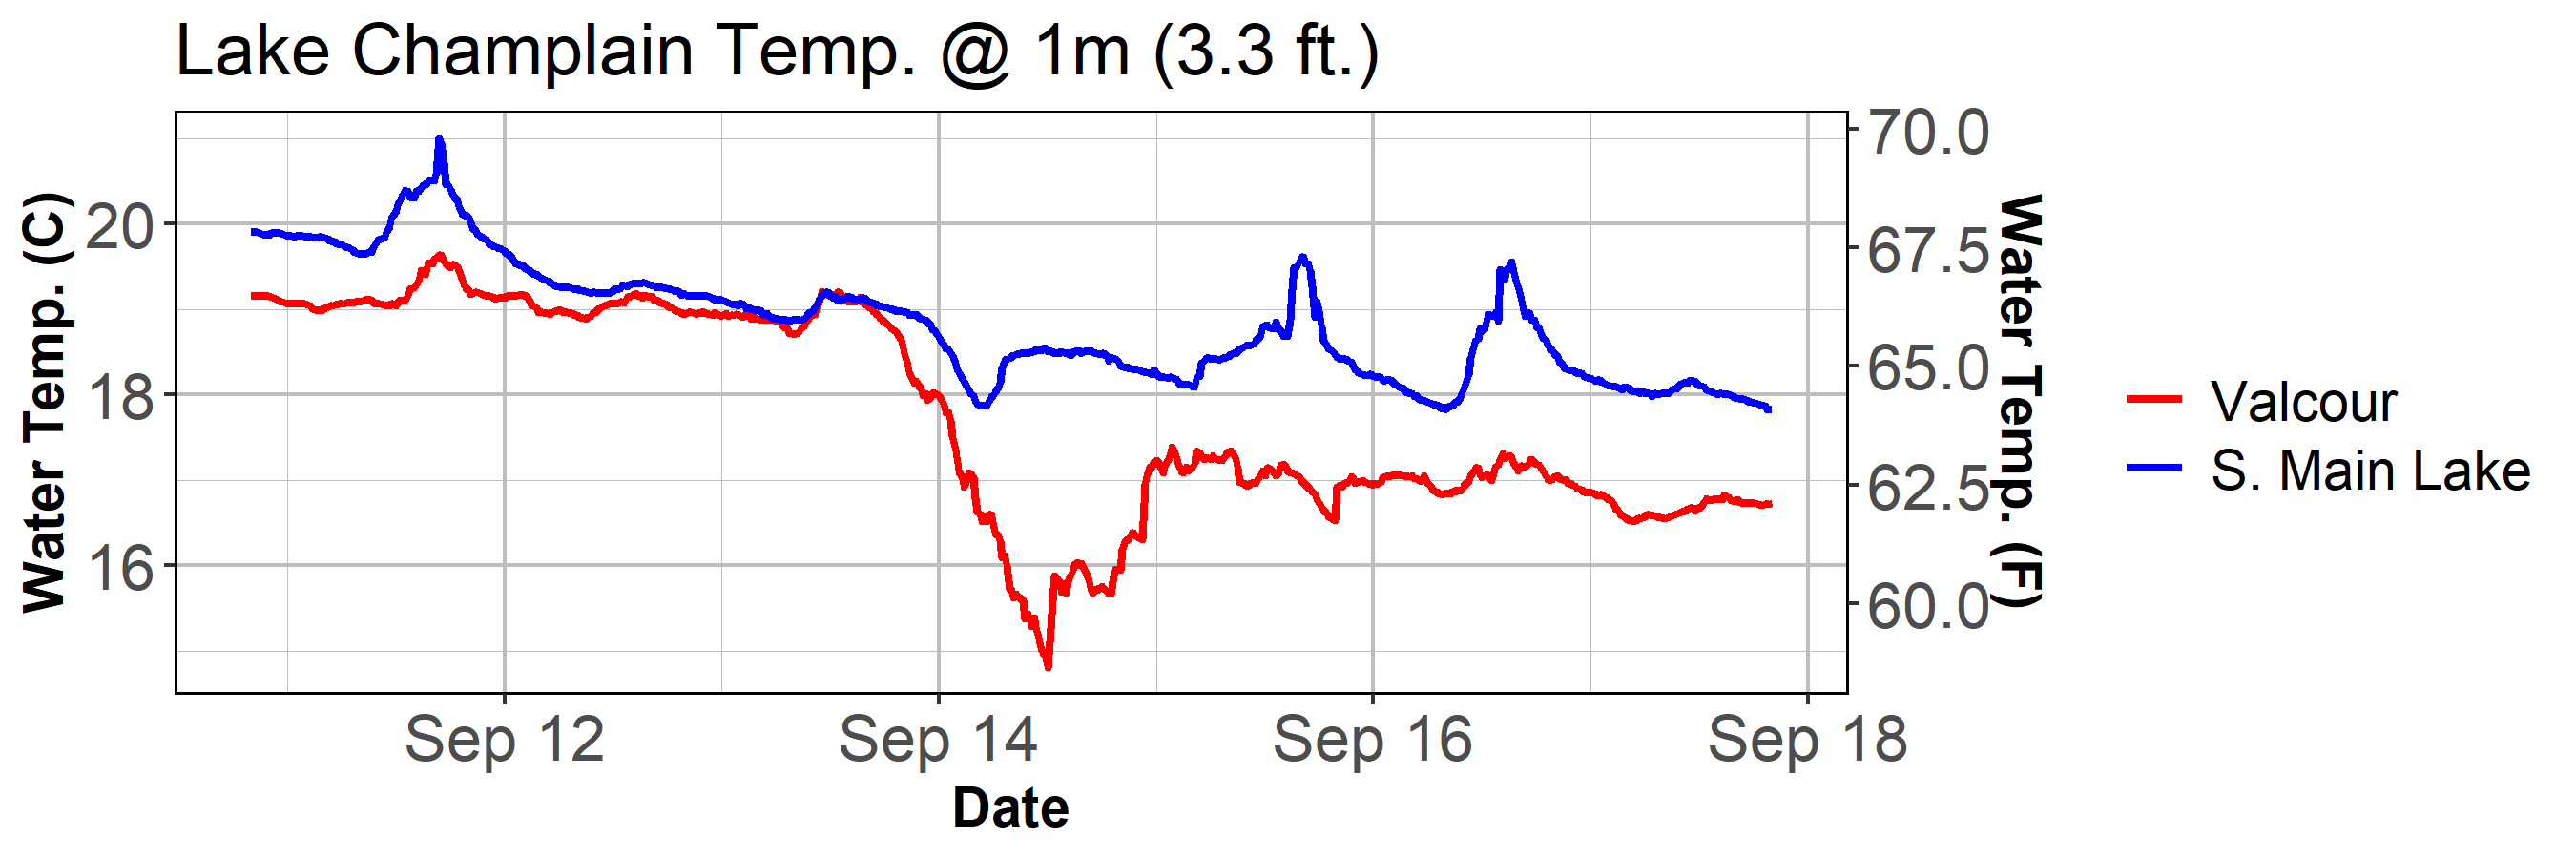 Lake Champlain Temp. @ 1m (3.3 ft.)
Water Temp. (C)
20
18
16
70.0
67.5
65.0
62.5
60.0
Water Temp. (F)
Sep 12
Sep 14
Sep 16
Sep 18
Date
Valcour
S. Main Lake